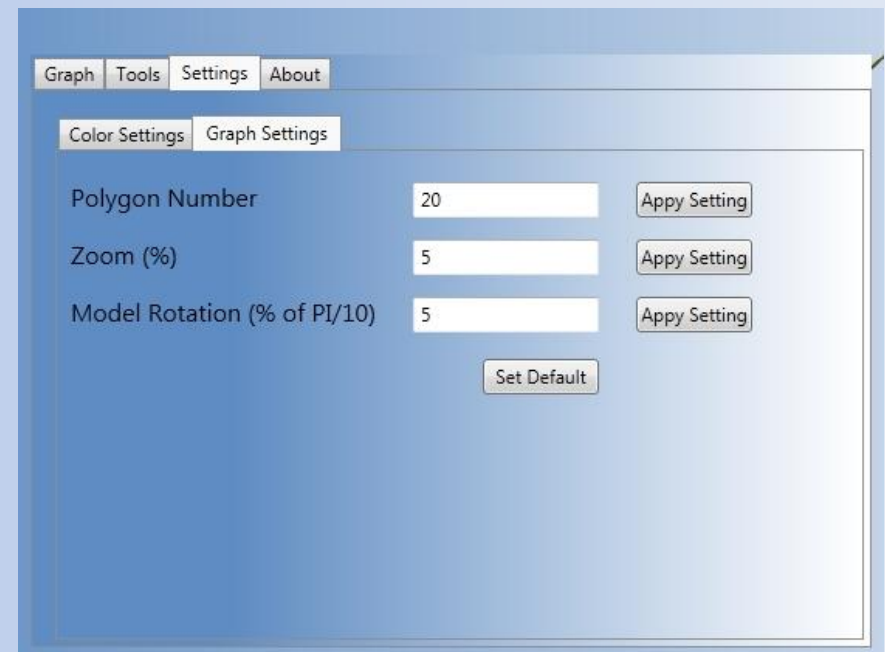 Graph Tools Settings About
Color Settings Graph Settings
Polygon Number 20 Appy Setting
Zoom (%) 5 Appy Setting
Model Rotation (% of PI/10) 5 Appy Setting
Set Default